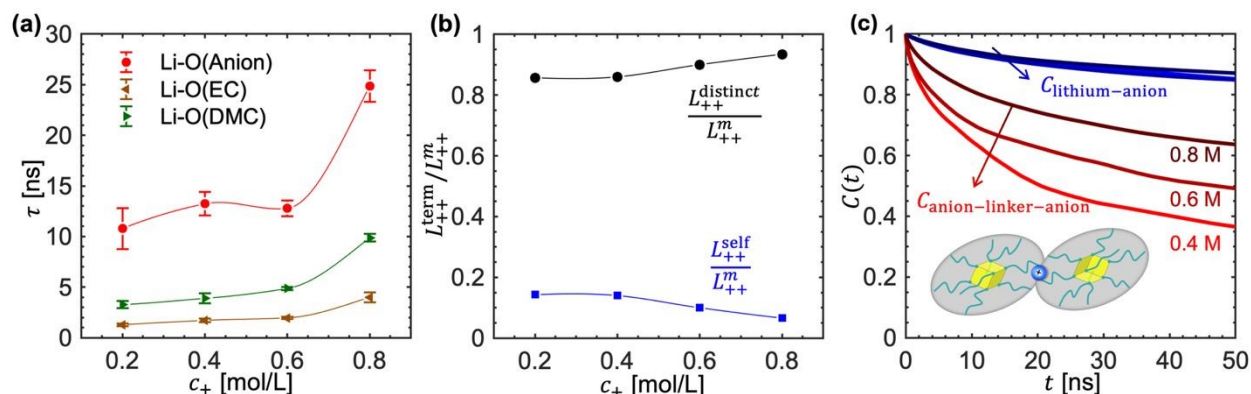 (a)
30
25
20
15
10
5
0
τ [ns]
Li-O(Anion)
Li-O(EC)
Li-O(DMC)
0.2 0.4 0.6 0.8
c₊ [mol/L]
(b)
1
0.8
0.6
0.4
0.2
0
L₊₊^term / L₊₊^m
L₊₊^distinct
L₊₊^m
L₊₊^self
L₊₊^m
0.2 0.4 0.6 0.8
c₊ [mol/L]
(c)
1
0.8
0.6
0.4
0.2
0
C(t)
C_lithium−anion
C_anion−linker−anion
0.8 M
0.6 M
0.4 M
+
0 10 20 30 40 50
t [ns]